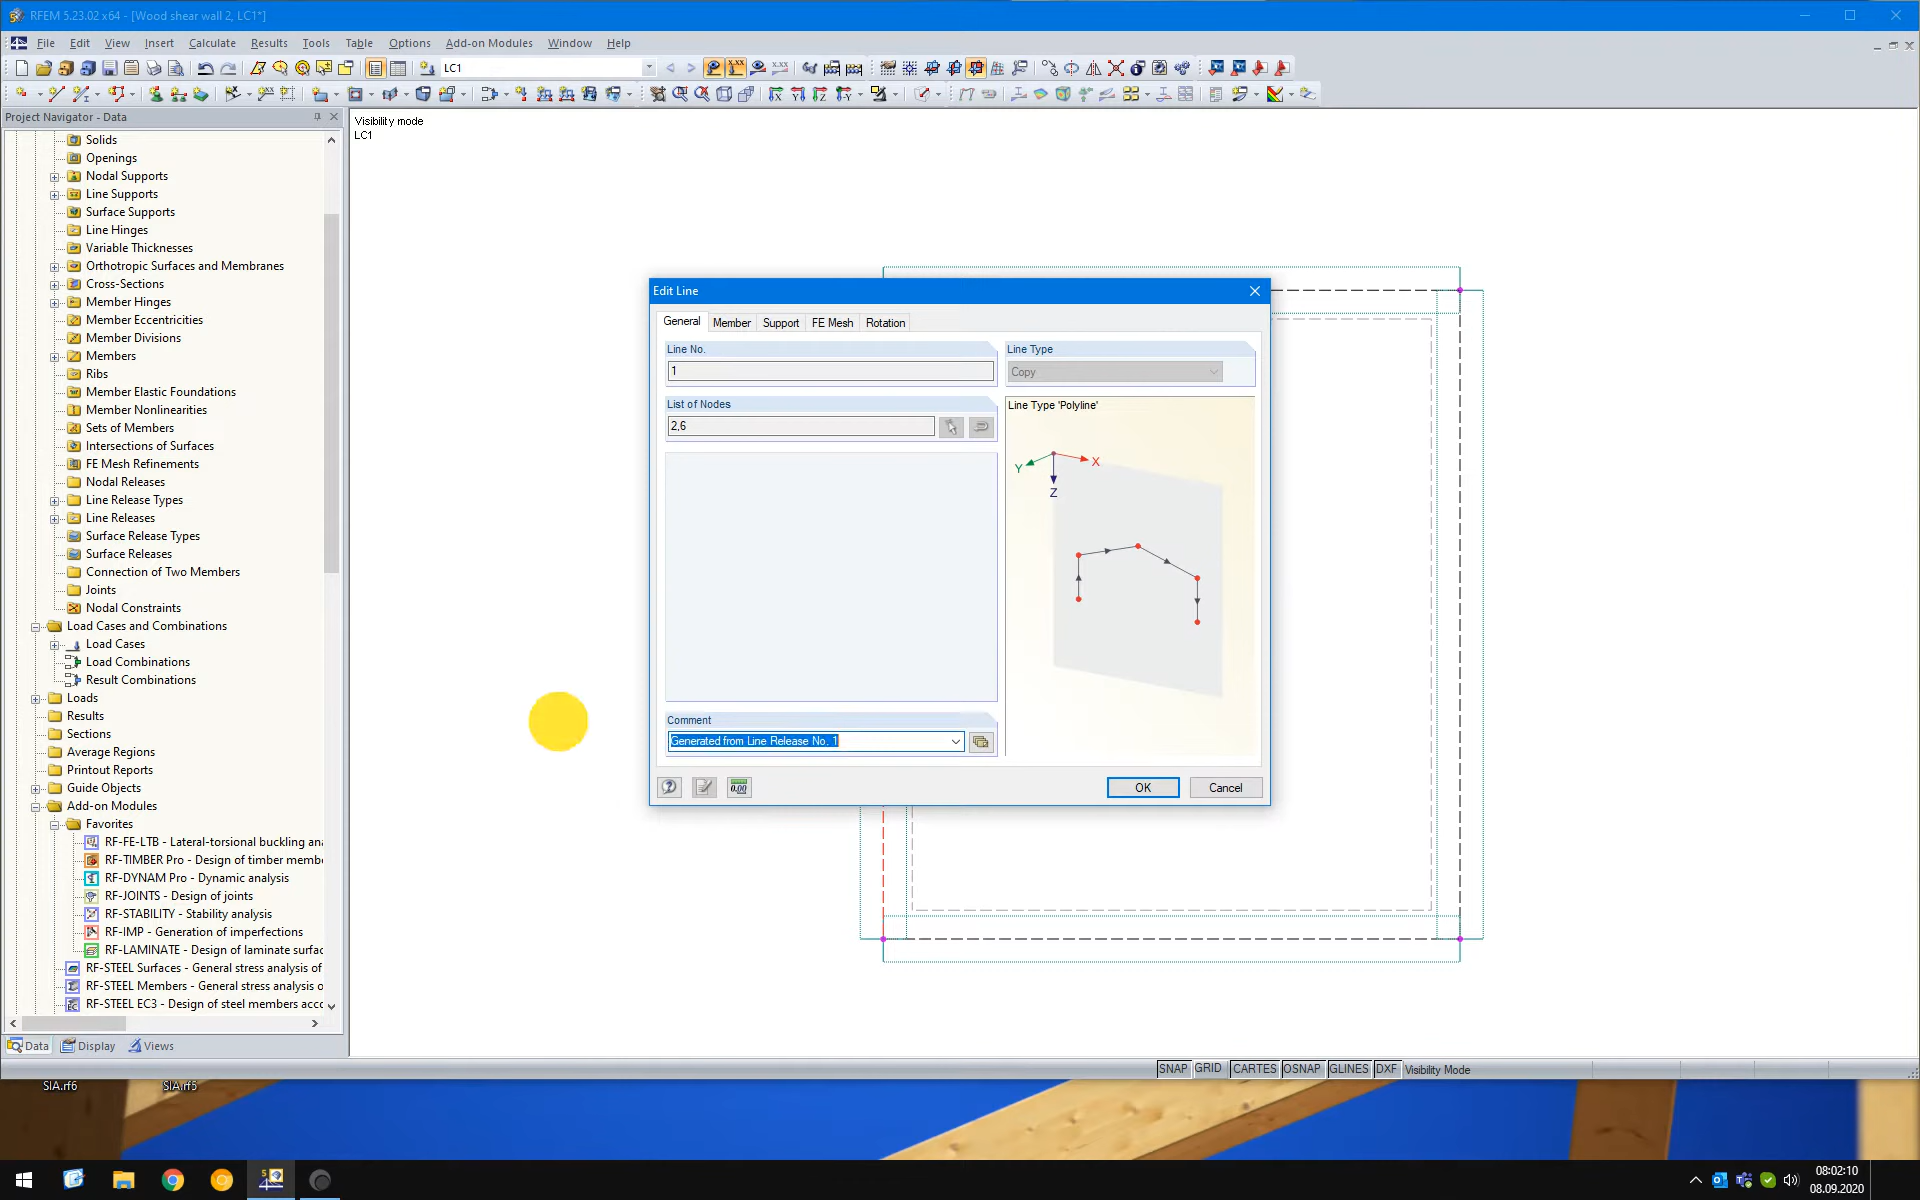 RFEM 5.23.02 x64 - [Wood shear wall 2, LC1*]
File Edit View Insert Calculate Results Tools Table Options Add-on Modules Window Help
LC1
Project Navigator - Data
Solids
Openings
Nodal Supports
Line Supports
Surface Supports
Line Hinges
Variable Thicknesses
Orthotropic Surfaces and Membranes
Cross-Sections
Member Hinges
Member Eccentricities
Member Divisions
Members
Ribs
Member Elastic Foundations
Member Nonlinearities
Sets of Members
Intersections of Surfaces
FE Mesh Refinements
Nodal Releases
Line Release Types
Line Releases
Surface Release Types
Surface Releases
Connection of Two Members
Joints
Nodal Constraints
Load Cases and Combinations
Load Cases
Load Combinations
Result Combinations
Loads
Results
Sections
Average Regions
Printout Reports
Guide Objects
Add-on Modules
Favorites
RF-FE-LTB - Lateral-torsional buckling ana
RF-TIMBER Pro - Design of timber membe
RF-DYNAM Pro - Dynamic analysis
RF-JOINTS - Design of joints
RF-STABILITY - Stability analysis
RF-IMP - Generation of imperfections
RF-LAMINATE - Design of laminate surfac
RF-STEEL Surfaces - General stress analysis of
RF-STEEL Members - General stress analysis o
RF-STEEL EC3 - Design of steel members acco
Data Display Views
Visibility mode
LC1
Edit Line
General Member Support FE Mesh Rotation
Line No.
1
Line Type
Copy
List of Nodes
2,6
Line Type 'Polyline'
X
Y
Z
Comment
Generated from Line Release No. 1
0.00
OK Cancel
SNAP GRID CARTES OSNAP GLINES DXF Visibility Mode
SIA.rf6 SIA.rf5
08:02:10
08.09.2020